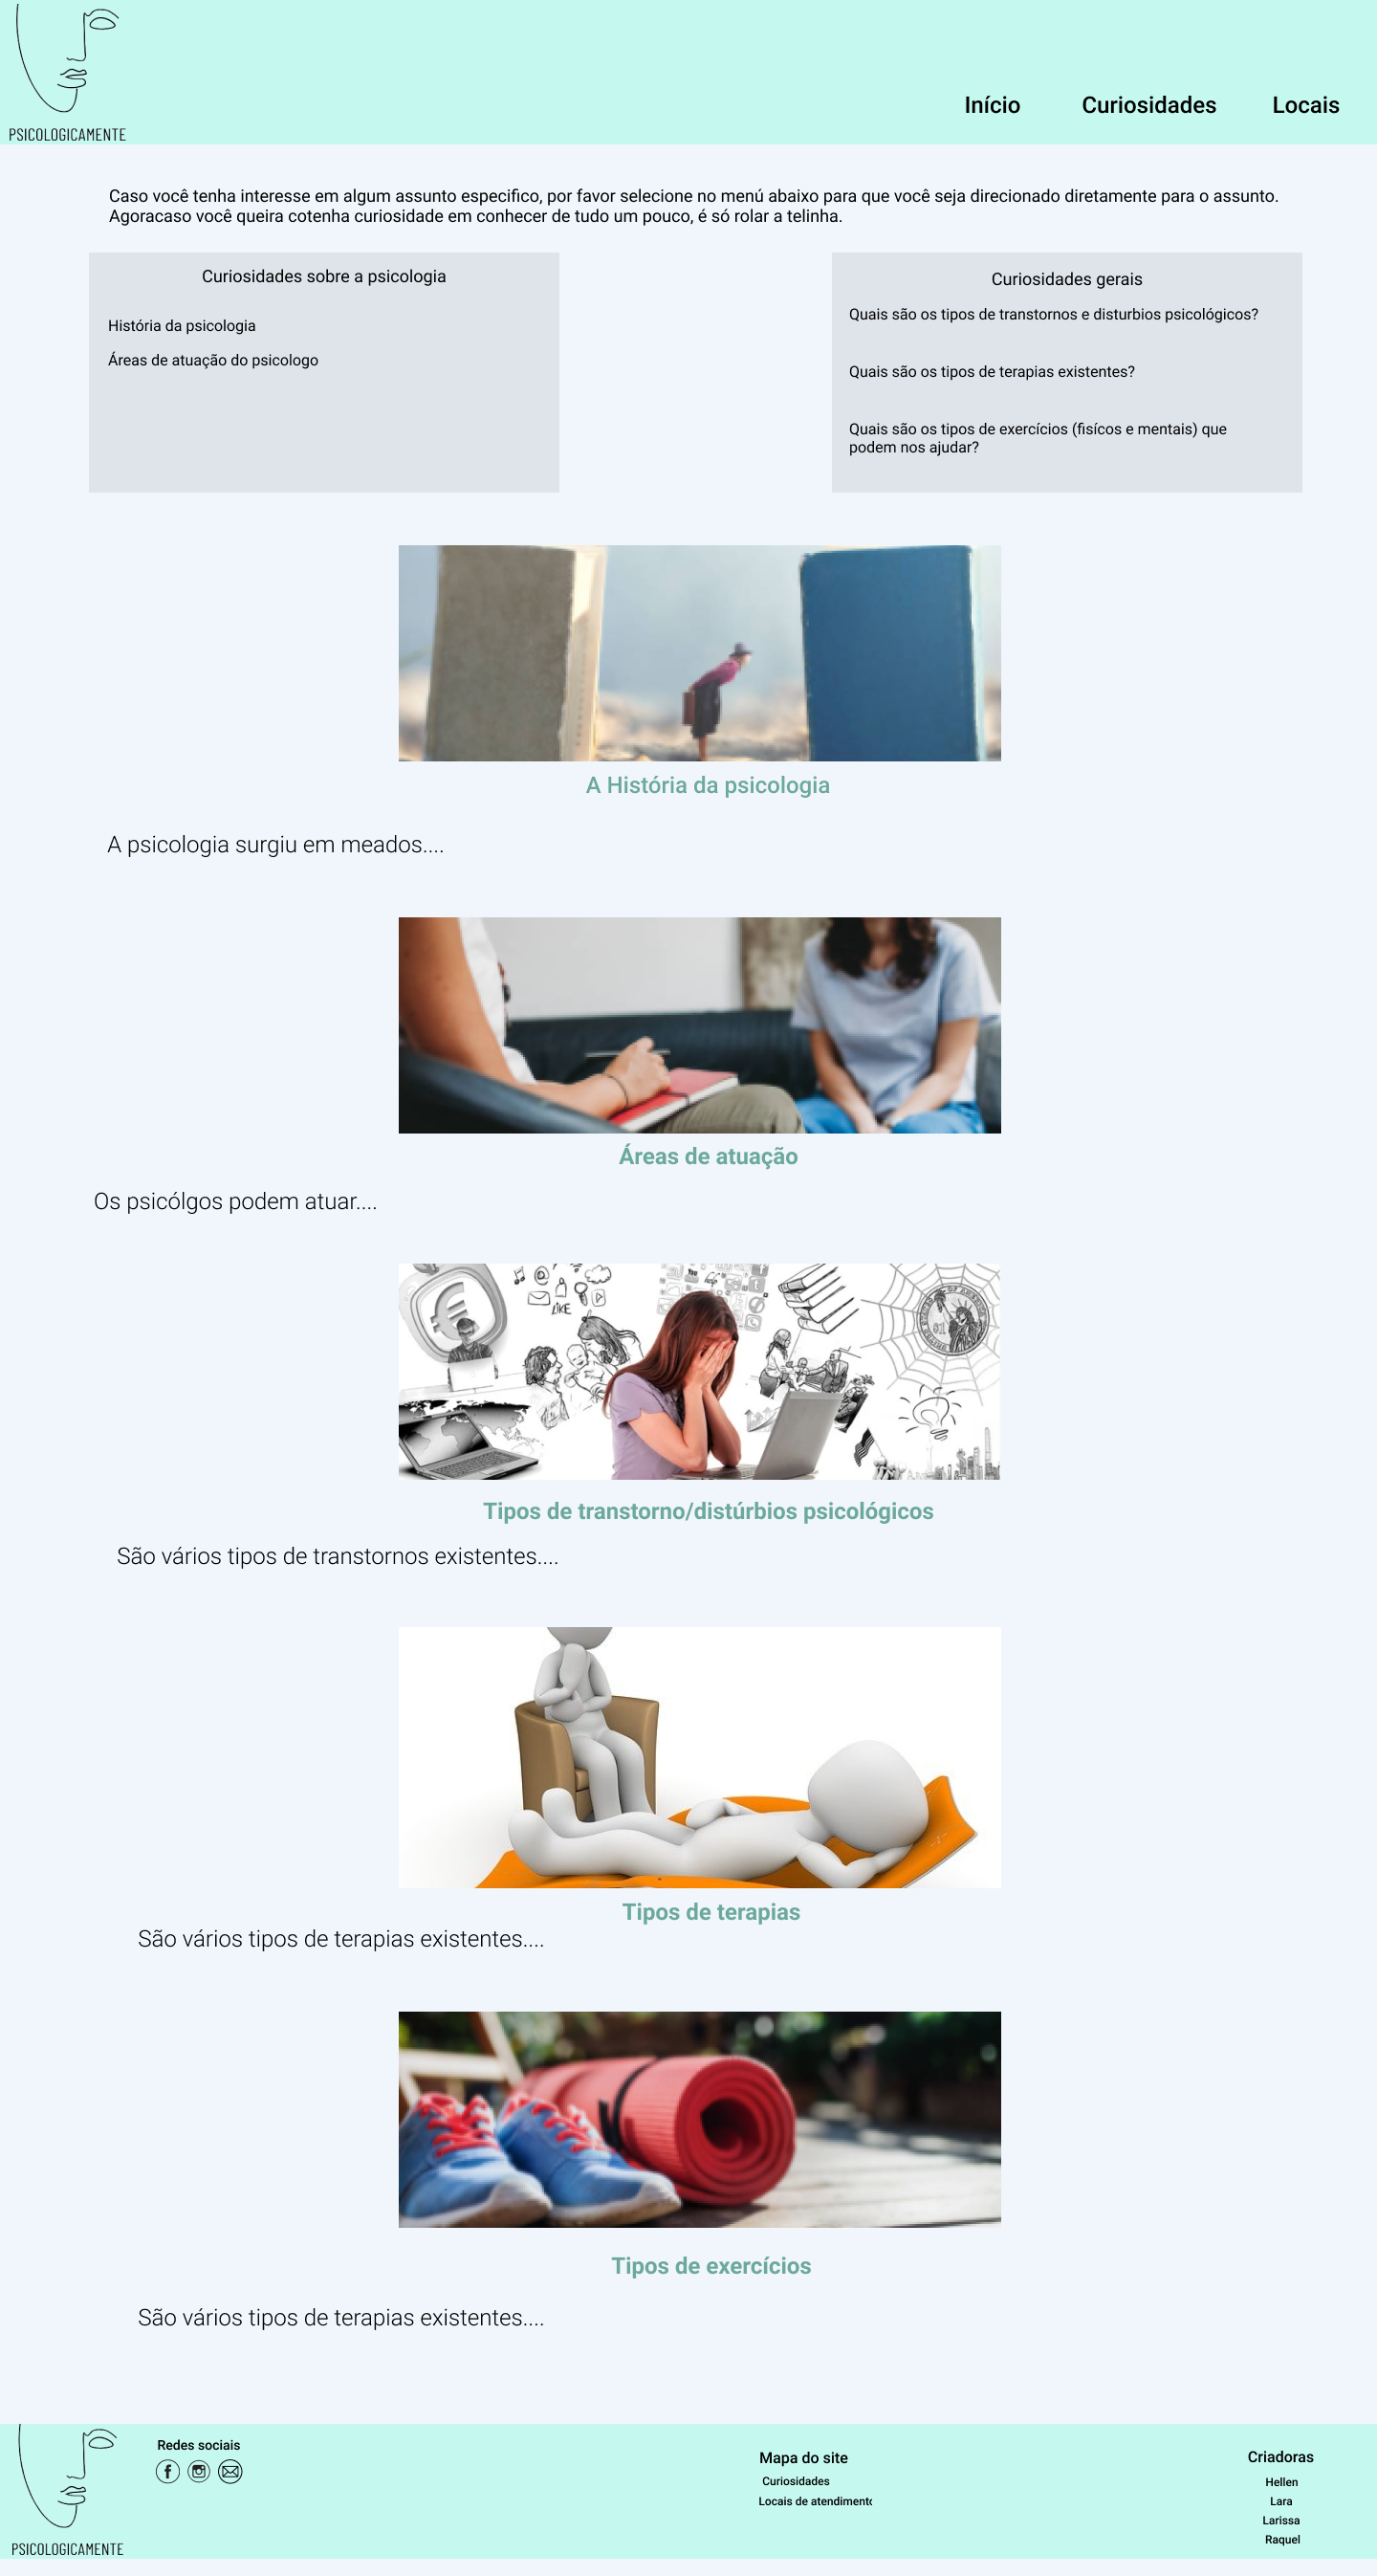 PSICOLOGICAMENTE
Início
Curiosidades
Locais
Caso você tenha interesse em algum assunto especifico, por favor selecione no menú abaixo para que você seja direcionado diretamente para o assunto.
Agoracaso você queira cotenha curiosidade em conhecer de tudo um pouco, é só rolar a telinha.
Curiosidades sobre a psicologia
História da psicologia
Áreas de atuação do psicologo
Curiosidades gerais
Quais são os tipos de transtornos e disturbios psicológicos?
Quais são os tipos de terapias existentes?
Quais são os tipos de exercícios (fisícos e mentais) que
podem nos ajudar?
A História da psicologia
A psicologia surgiu em meados....
Áreas de atuação
Os psicólgos podem atuar....
LIKE
Tipos de transtorno/distúrbios psicológicos
São vários tipos de transtornos existentes....
Tipos de terapias
São vários tipos de terapias existentes....
Tipos de exercícios
São vários tipos de terapias existentes....
PSICOLOGICAMENTE
Redes sociais
Mapa do site
Curiosidades
Locais de atendimento
Criadoras
Hellen
Lara
Larissa
Raquel